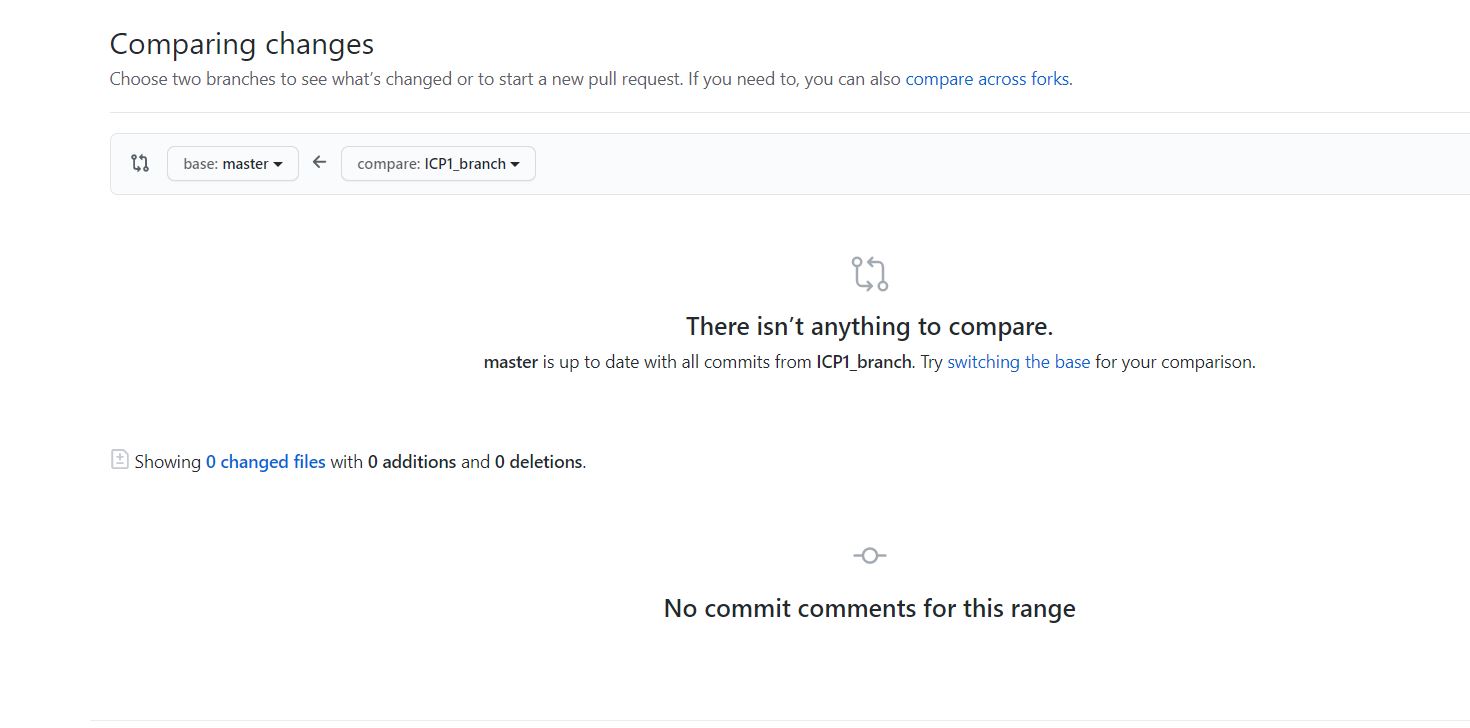 Comparing changes
Choose two branches to see what’s changed or to start a new pull request. If you need to, you can also compare across forks.
base: master compare: ICP1_branch
There isn’t anything to compare.
master is up to date with all commits from ICP1_branch. Try switching the base for your comparison.
Showing 0 changed files with 0 additions and 0 deletions.
No commit comments for this range